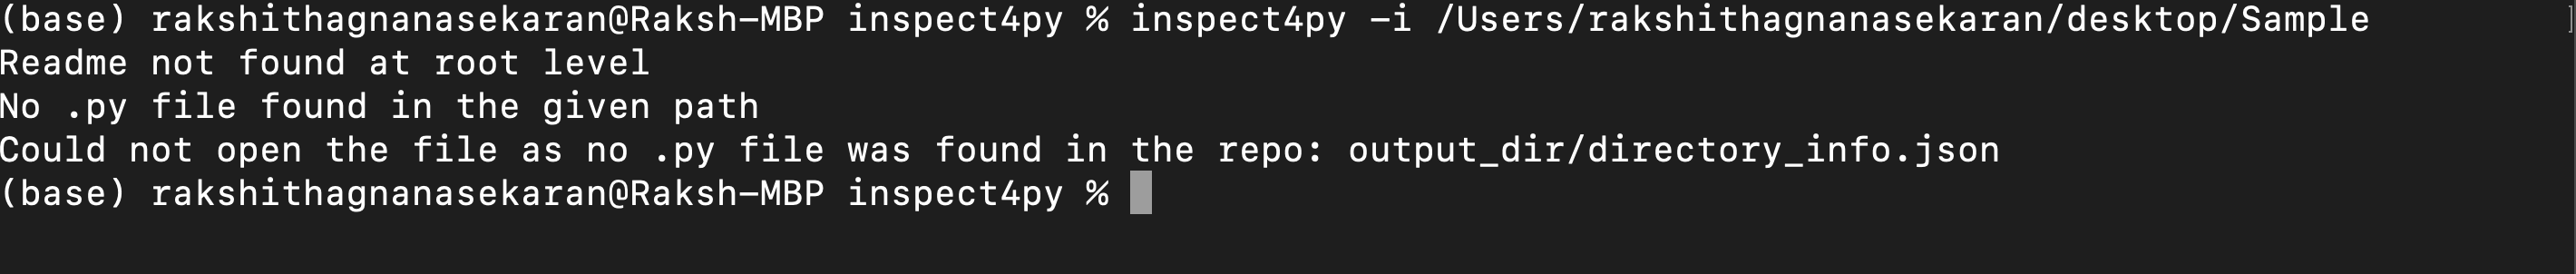 (base) rakshithagnanasekaran@Raksh-MBP inspect4py % inspect4py -i /Users/rakshithagnanasekaran/desktop/Sample ]
Readme not found at root level
No .py file found in the given path
Could not open the file as no .py file was found in the repo: output_dir/directory_info.json
(base) rakshithagnanasekaran@Raksh-MBP inspect4py %